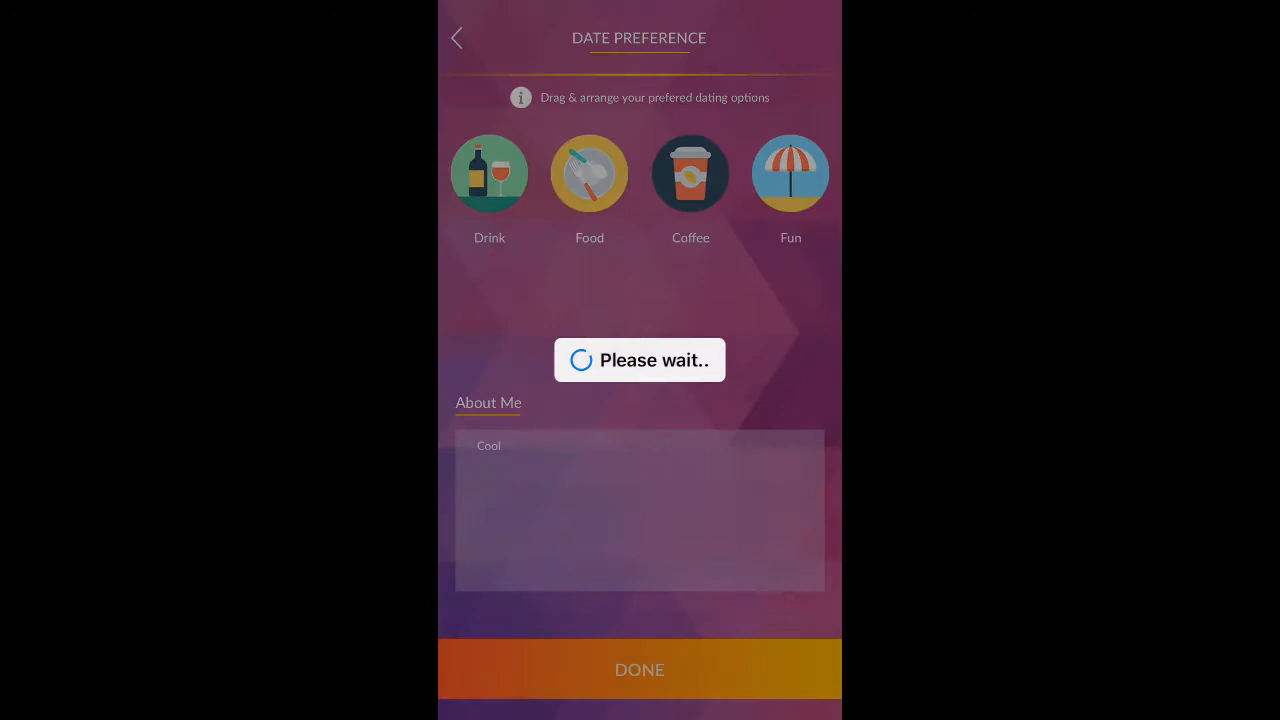 DATE PREFERENCE
Drag & arrange your prefered dating options
Drink Food Coffee Fun
Please wait..
About Me
Cool
DONE